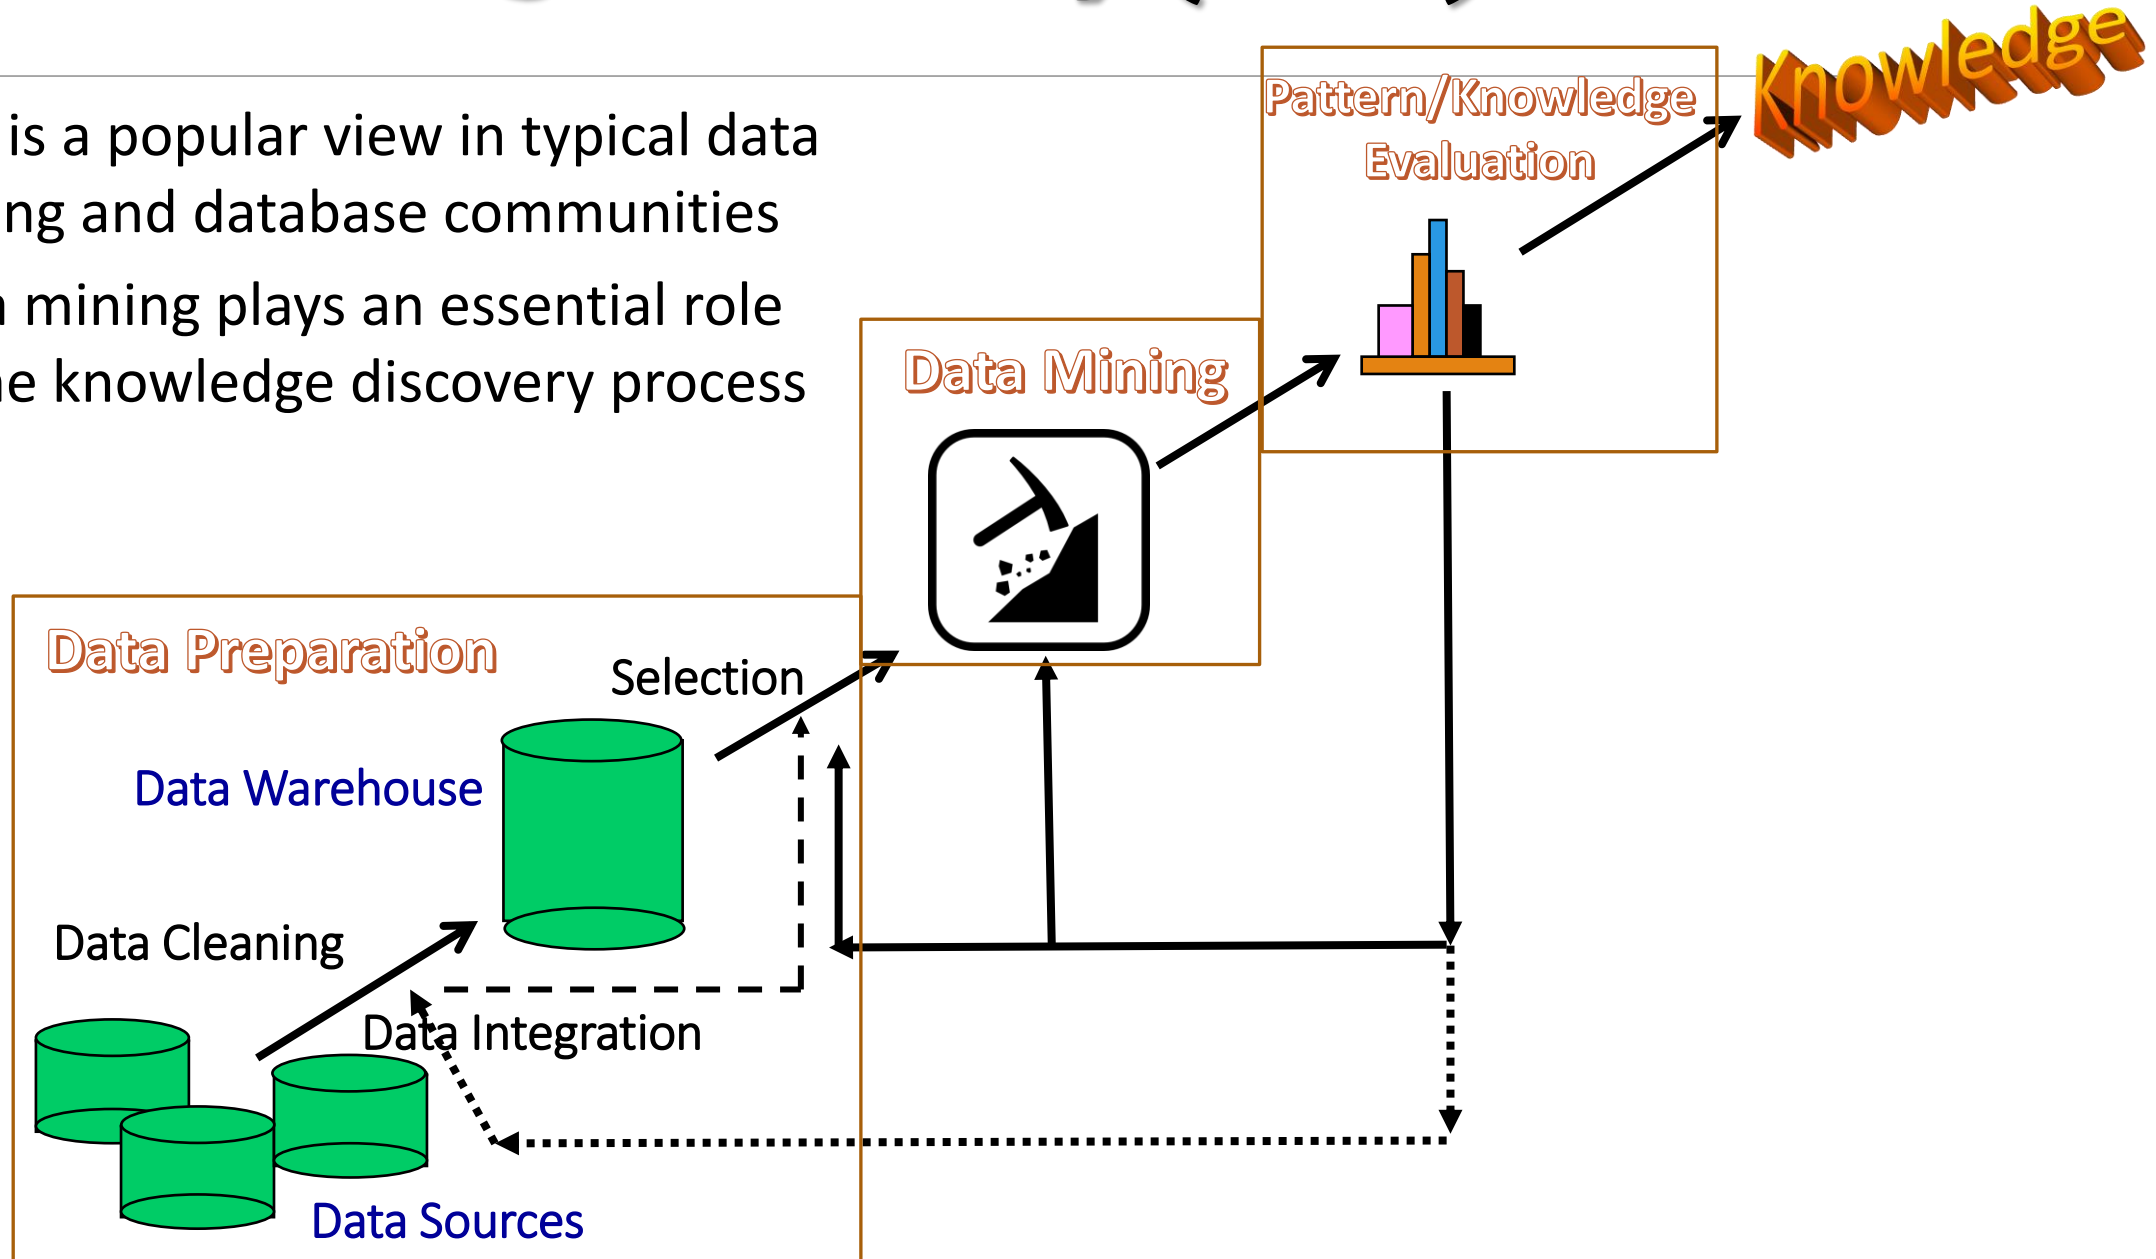 is a popular view in typical data
ng and database communities
mining plays an essential role
e knowledge discovery process
Pattern/Knowledge
Evaluation
Knowledge
Data Mining
Data Preparation
Selection
Data Warehouse
Data Cleaning
Data Integration
Data Sources